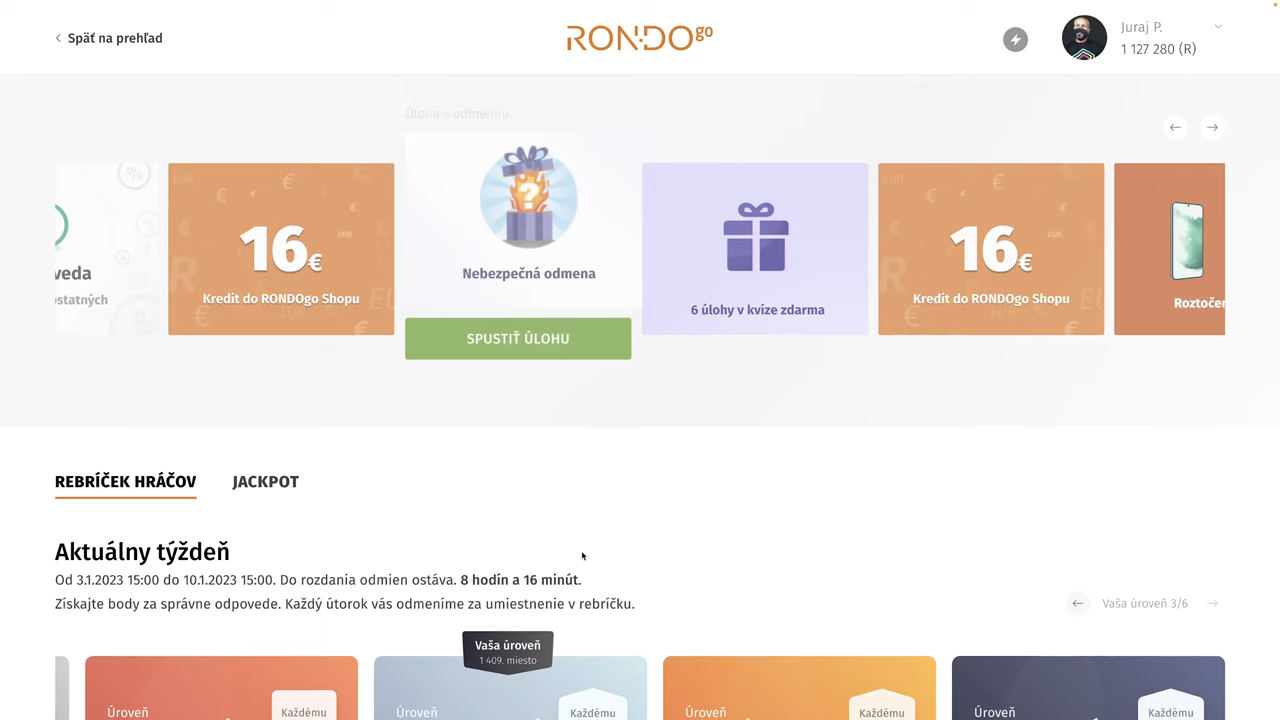 Späť na prehľad
RONDOgo
Juraj P.
1 127 280 (R)
Úloha s odmenou
%
EUR
€
16€
Kredit do RONDOgo Shopu
?
Nebezpečná odmena
SPUSTIŤ ÚLOHU
6 úlohy v kvíze zdarma
EUR
€
16€
Kredit do RONDOgo Shopu
REBRÍČEK HRÁČOV
JACKPOT
Aktuálny týždeň
Od 3.1.2023 15:00 do 10.1.2023 15:00. Do rozdania odmien ostáva. 8 hodín a 16 minút.
Získajte body za správne odpovede. Každý útorok vás odmeníme za umiestnenie v rebríčku.
Vaša úroveň 3/6
Vaša úroveň
1 409. miesto
Úroveň
Každému
Úroveň
Každému
Úroveň
Každému
Úroveň
Každému